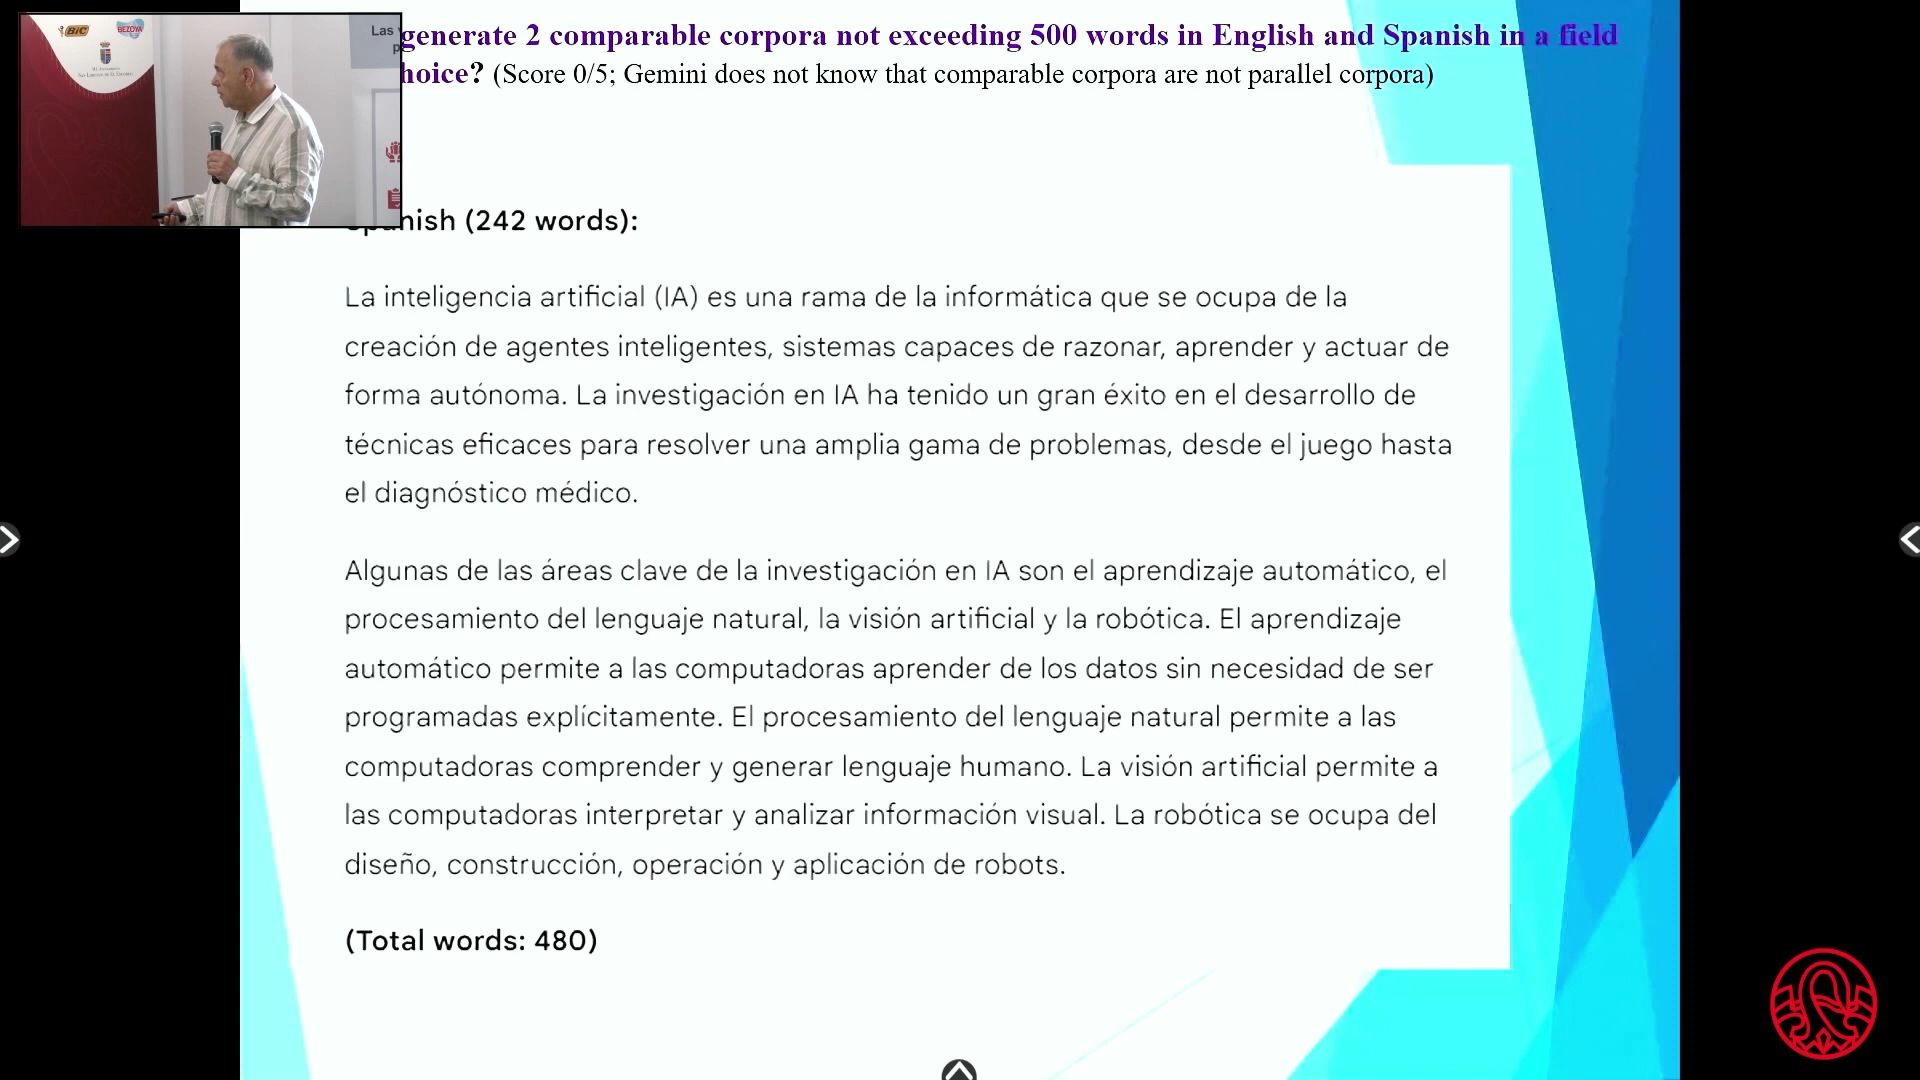 generate 2 comparable corpora not exceeding 500 words in English and Spanish in a field
hoice? (Score 0/5; Gemini does not know that comparable corpora are not parallel corpora)
BIC
BEZOYA
Las
Spanish (242 words):
La inteligencia artificial (IA) es una rama de la informática que se ocupa de la
creación de agentes inteligentes, sistemas capaces de razonar, aprender y actuar de
forma autónoma. La investigación en IA ha tenido un gran éxito en el desarrollo de
técnicas eficaces para resolver una amplia gama de problemas, desde el juego hasta
el diagnóstico médico.
Algunas de las áreas clave de la investigación en IA son el aprendizaje automático, el
procesamiento del lenguaje natural, la visión artificial y la robótica. El aprendizaje
automático permite a las computadoras aprender de los datos sin necesidad de ser
programadas explícitamente. El procesamiento del lenguaje natural permite a las
computadoras comprender y generar lenguaje humano. La visión artificial permite a
las computadoras interpretar y analizar información visual. La robótica se ocupa del
diseño, construcción, operación y aplicación de robots.
(Total words: 480)